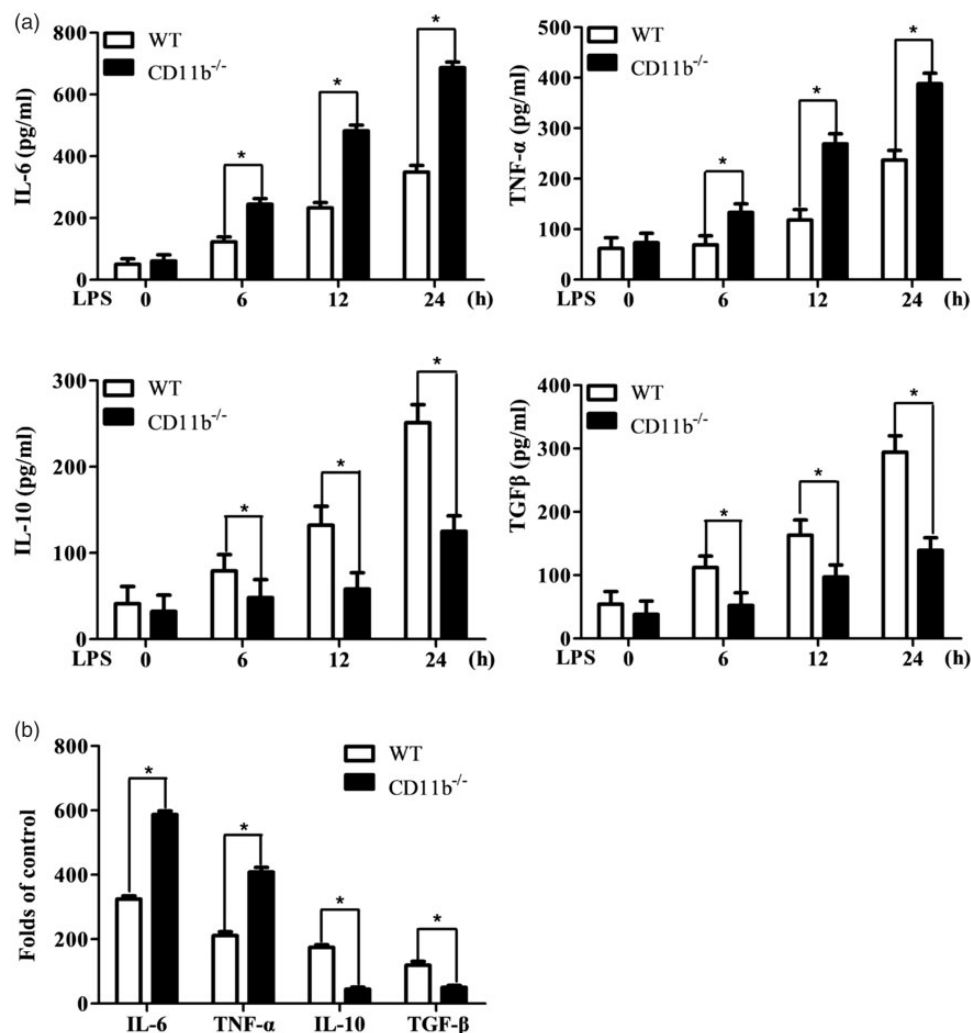 (a)
IL-6 (pg/ml)
800
600
400
200
0
WT
CD11b-/-
*
*
*
LPS 0 6 12 24 (h)
TNF-α (pg/ml)
500
400
300
200
100
0
WT
CD11b-/-
*
*
*
LPS 0 6 12 24 (h)
IL-10 (pg/ml)
300
200
100
0
WT
CD11b-/-
*
*
*
LPS 0 6 12 24 (h)
TGFβ (pg/ml)
400
300
200
100
0
WT
CD11b-/-
*
*
*
LPS 0 6 12 24 (h)
(b)
Folds of control
800
600
400
200
0
WT
CD11b-/-
*
*
*
*
IL-6 TNF-α IL-10 TGF-β